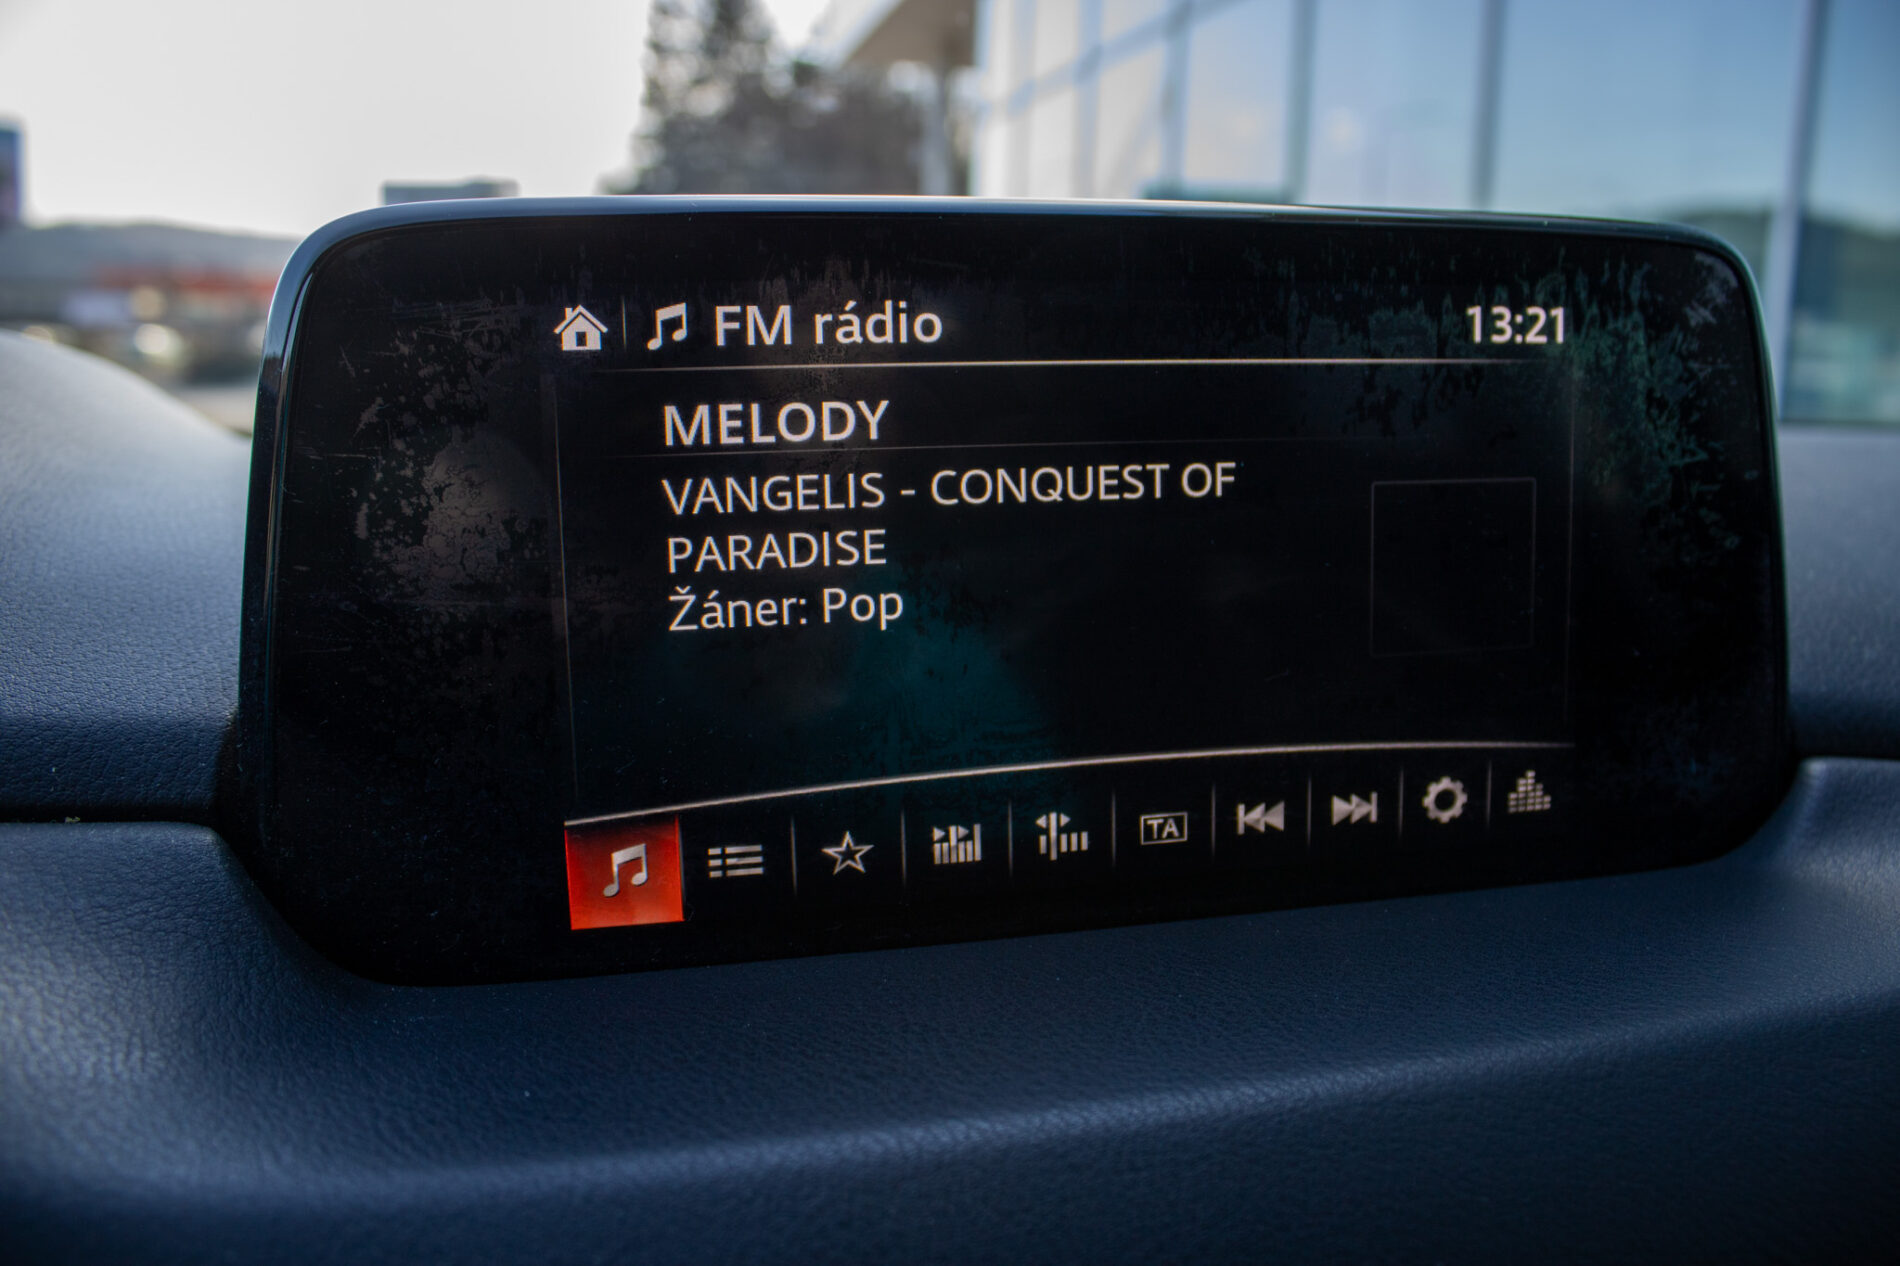 FM rádio 13:21
MELODY
VANGELIS - CONQUEST OF
PARADISE
Žáner: Pop
TA